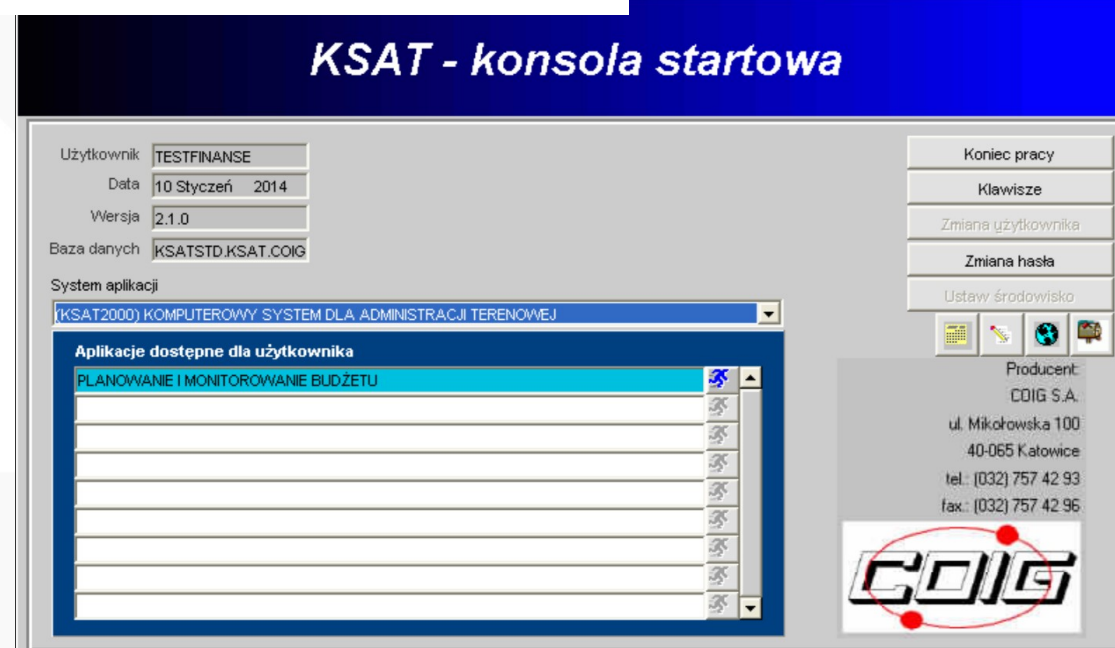 KSAT - konsola startowa
Użytkownik TESTFINANSE
Data 10 Styczeń 2014
Wersja 2.1.0
Baza danych KSATSTD.KSAT.COIG
System aplikacji
(KSAT2000) KOMPUTEROWY SYSTEM DLA ADMINISTRACJI TERENOWEJ
Aplikacje dostępne dla użytkownika
PLANOWANIE I MONITOROWANIE BUDŻETU
Koniec pracy
Klawisze
Zmiana użytkownika
Zmiana hasła
Ustaw środowisko
Producent:
COIG S.A.
ul. Mikołowska 100
40-065 Katowice
tel.: (032) 757 42 93
fax.: (032) 757 42 96
COIG